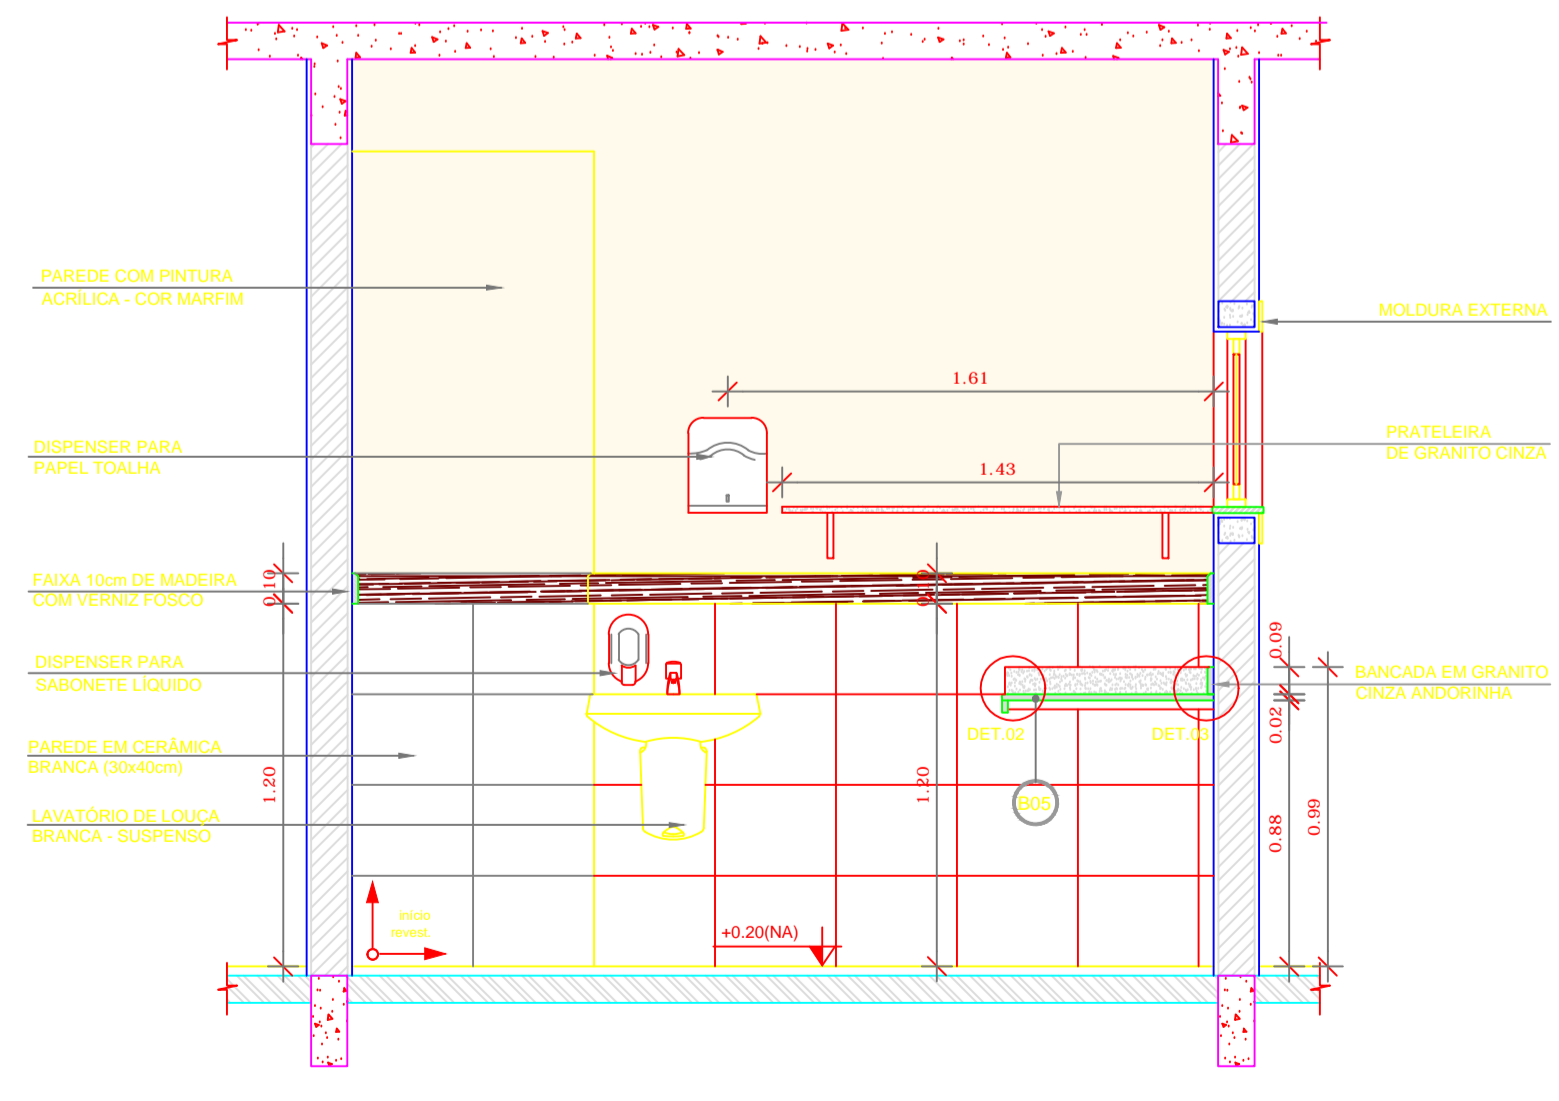 PAREDE COM PINTURA
ACRÍLICA - COR MARFIM
MOLDURA EXTERNA
1.61
PRATELEIRA
DE GRANITO CINZA
DISPENSER PARA
PAPEL TOALHA
1.43
FAIXA 10cm DE MADEIRA
COM VERNIZ FOSCO
0.10
0.10
DISPENSER PARA
SABONETE LÍQUIDO
0.09
BANCADA EM GRANITO
CINZA ANDORINHA
0.02
DET.02
DET.03
PAREDE EM CERÂMICA
BRANCA (30x40cm)
1.20
1.20
B05
0.88
0.99
LAVATÓRIO DE LOUÇA
BRANCA - SUSPENSO
início
revest.
+0.20(NA)